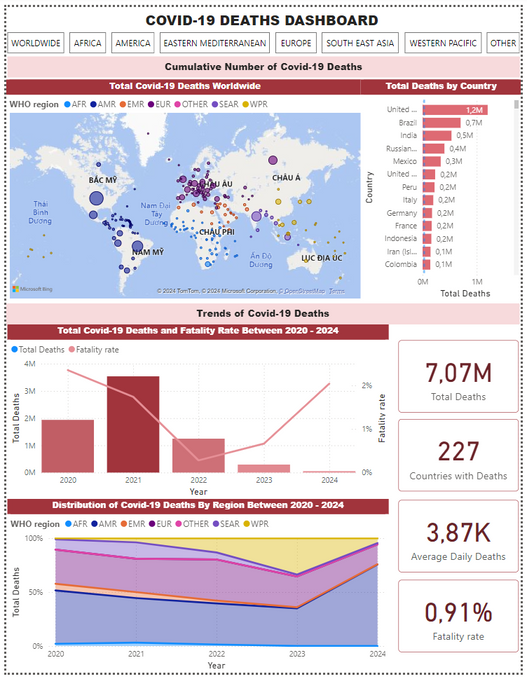 COVID-19 DEATHS DASHBOARD
WORLDWIDE AFRICA AMERICA EASTERN MEDITERRANEAN EUROPE SOUTH EAST ASIA WESTERN PACIFIC OTHER
Cumulative Number of Covid-19 Deaths
Total Covid-19 Deaths Worldwide
WHO region AFR AMR EMR EUR OTHER SEAR WPR
BẮC MỸ
CHÂU ÂU
CHÂU Á
Thái Bình Dương
Nam Đại Tây Dương
CHÂU PHI
NAM MỸ
Ấn Độ Dương
LỤC ĐỊA ÚC
Microsoft Bing
© 2024 TomTom, © 2024 Microsoft Corporation, © OpenStreetMap Terms
Total Deaths by Country
Country
United ... 1,2M
Brazil 0,7M
India 0,5M
Russian... 0,4M
Mexico 0,3M
United ... 0,2M
Peru 0,2M
Italy 0,2M
Germany 0,2M
France 0,2M
Indonesia 0,2M
Iran (Isl... 0,1M
Colombia 0,1M
0M 1M
Total Deaths
Trends of Covid-19 Deaths
Total Covid-19 Deaths and Fatality Rate Between 2020 - 2024
Total Deaths Fatality rate
Total Deaths
4M
3M
2M
1M
0M
2%
1%
0%
Fatality rate
2020 2021 2022 2023 2024
Year
7,07M
Total Deaths
227
Countries with Deaths
3,87K
Average Daily Deaths
0,91%
Fatality rate
Distribution of Covid-19 Deaths By Region Between 2020 - 2024
WHO region AFR AMR EMR EUR OTHER SEAR WPR
Total Deaths
100%
50%
0%
2020 2021 2022 2023 2024
Year